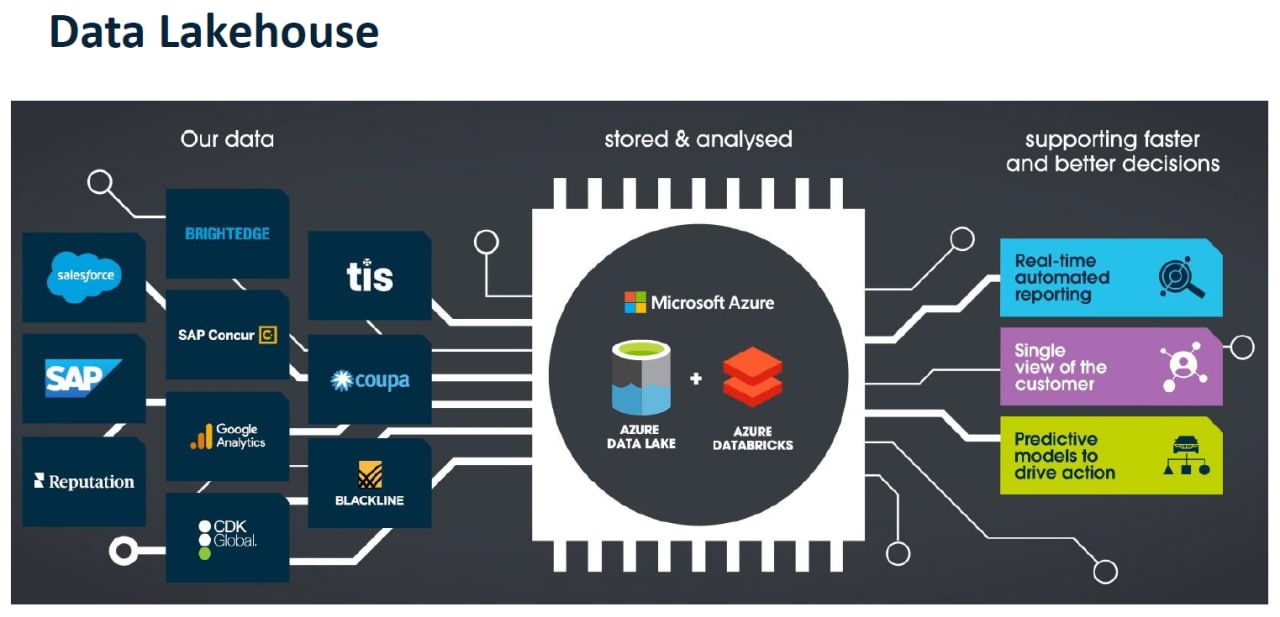 Data Lakehouse
Our data
stored & analysed
supporting faster
and better decisions
salesforce
SAP
Reputation
BRIGHTEDGE
SAP Concur C
Google
Analytics
CDK
Global.
tis
coupa
BLACKLINE
Microsoft Azure
+
AZURE
DATA LAKE
AZURE
DATABRICKS
Real-time
automated
reporting
Single
view of the
customer
Predictive
models to
drive action